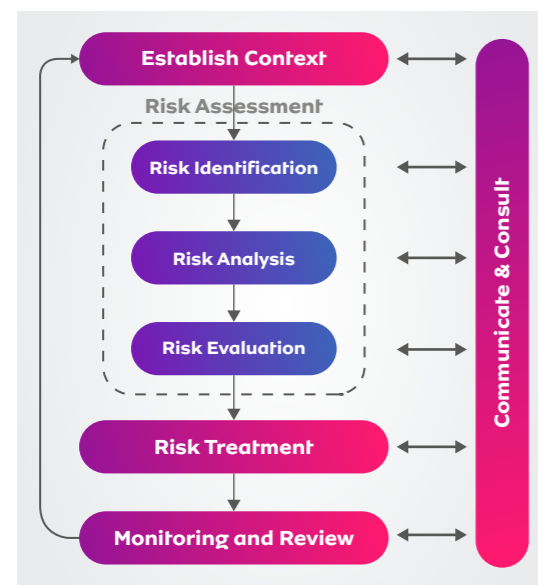 Establish Context
Risk Assessment
Risk Identification
Risk Analysis
Risk Evaluation
Risk Treatment
Monitoring and Review
Communicate & Consult